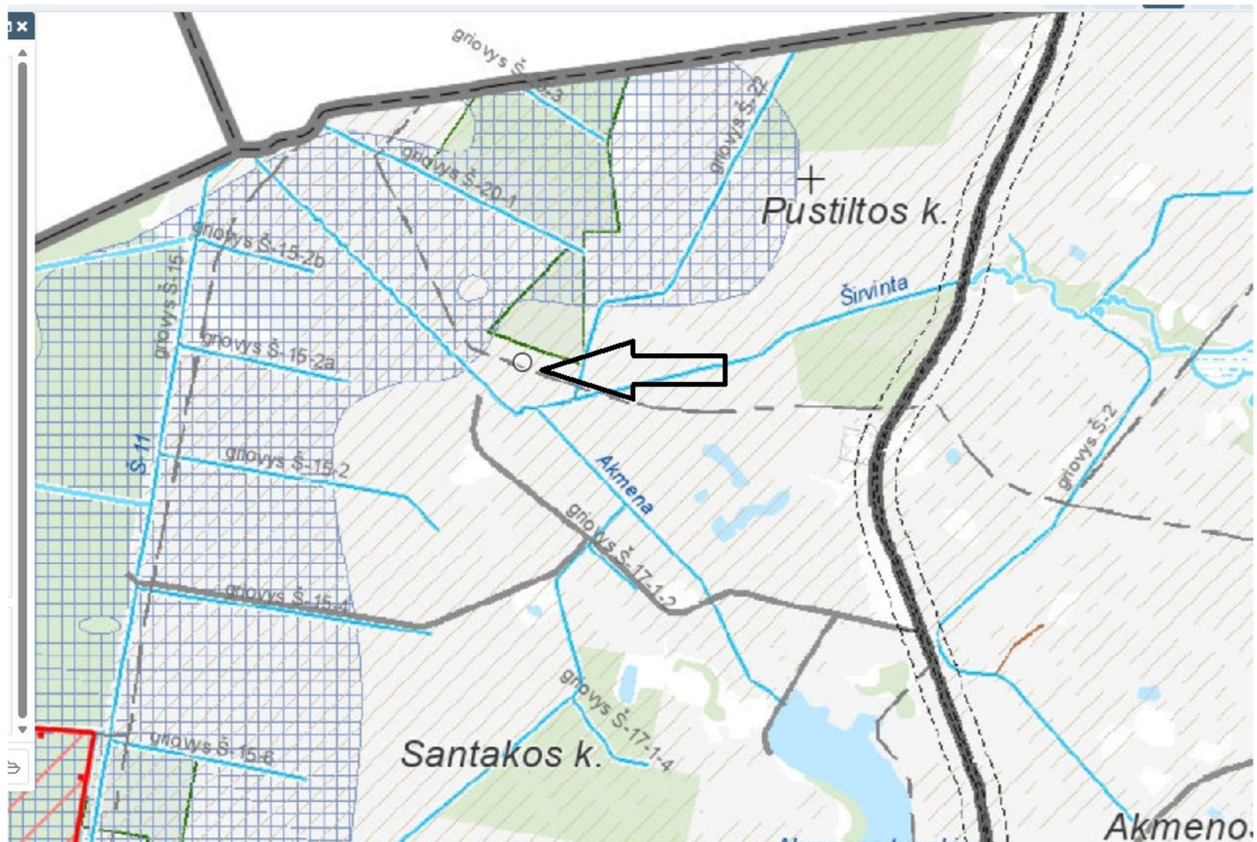 griovys Š-20-3
griovys Š-22
griovys Š-20-1
Pustiltos k.
griovys Š-15-2b
griovys Š-15
Širvinta
griovys Š-15-2a
griovys Š-2
Š-11
griovys Š-15-2
Akmena
griovys Š-17-1-2
griovys Š-15-4
griovys Š-17-1-4
griovys Š-15-6
Santakos k.